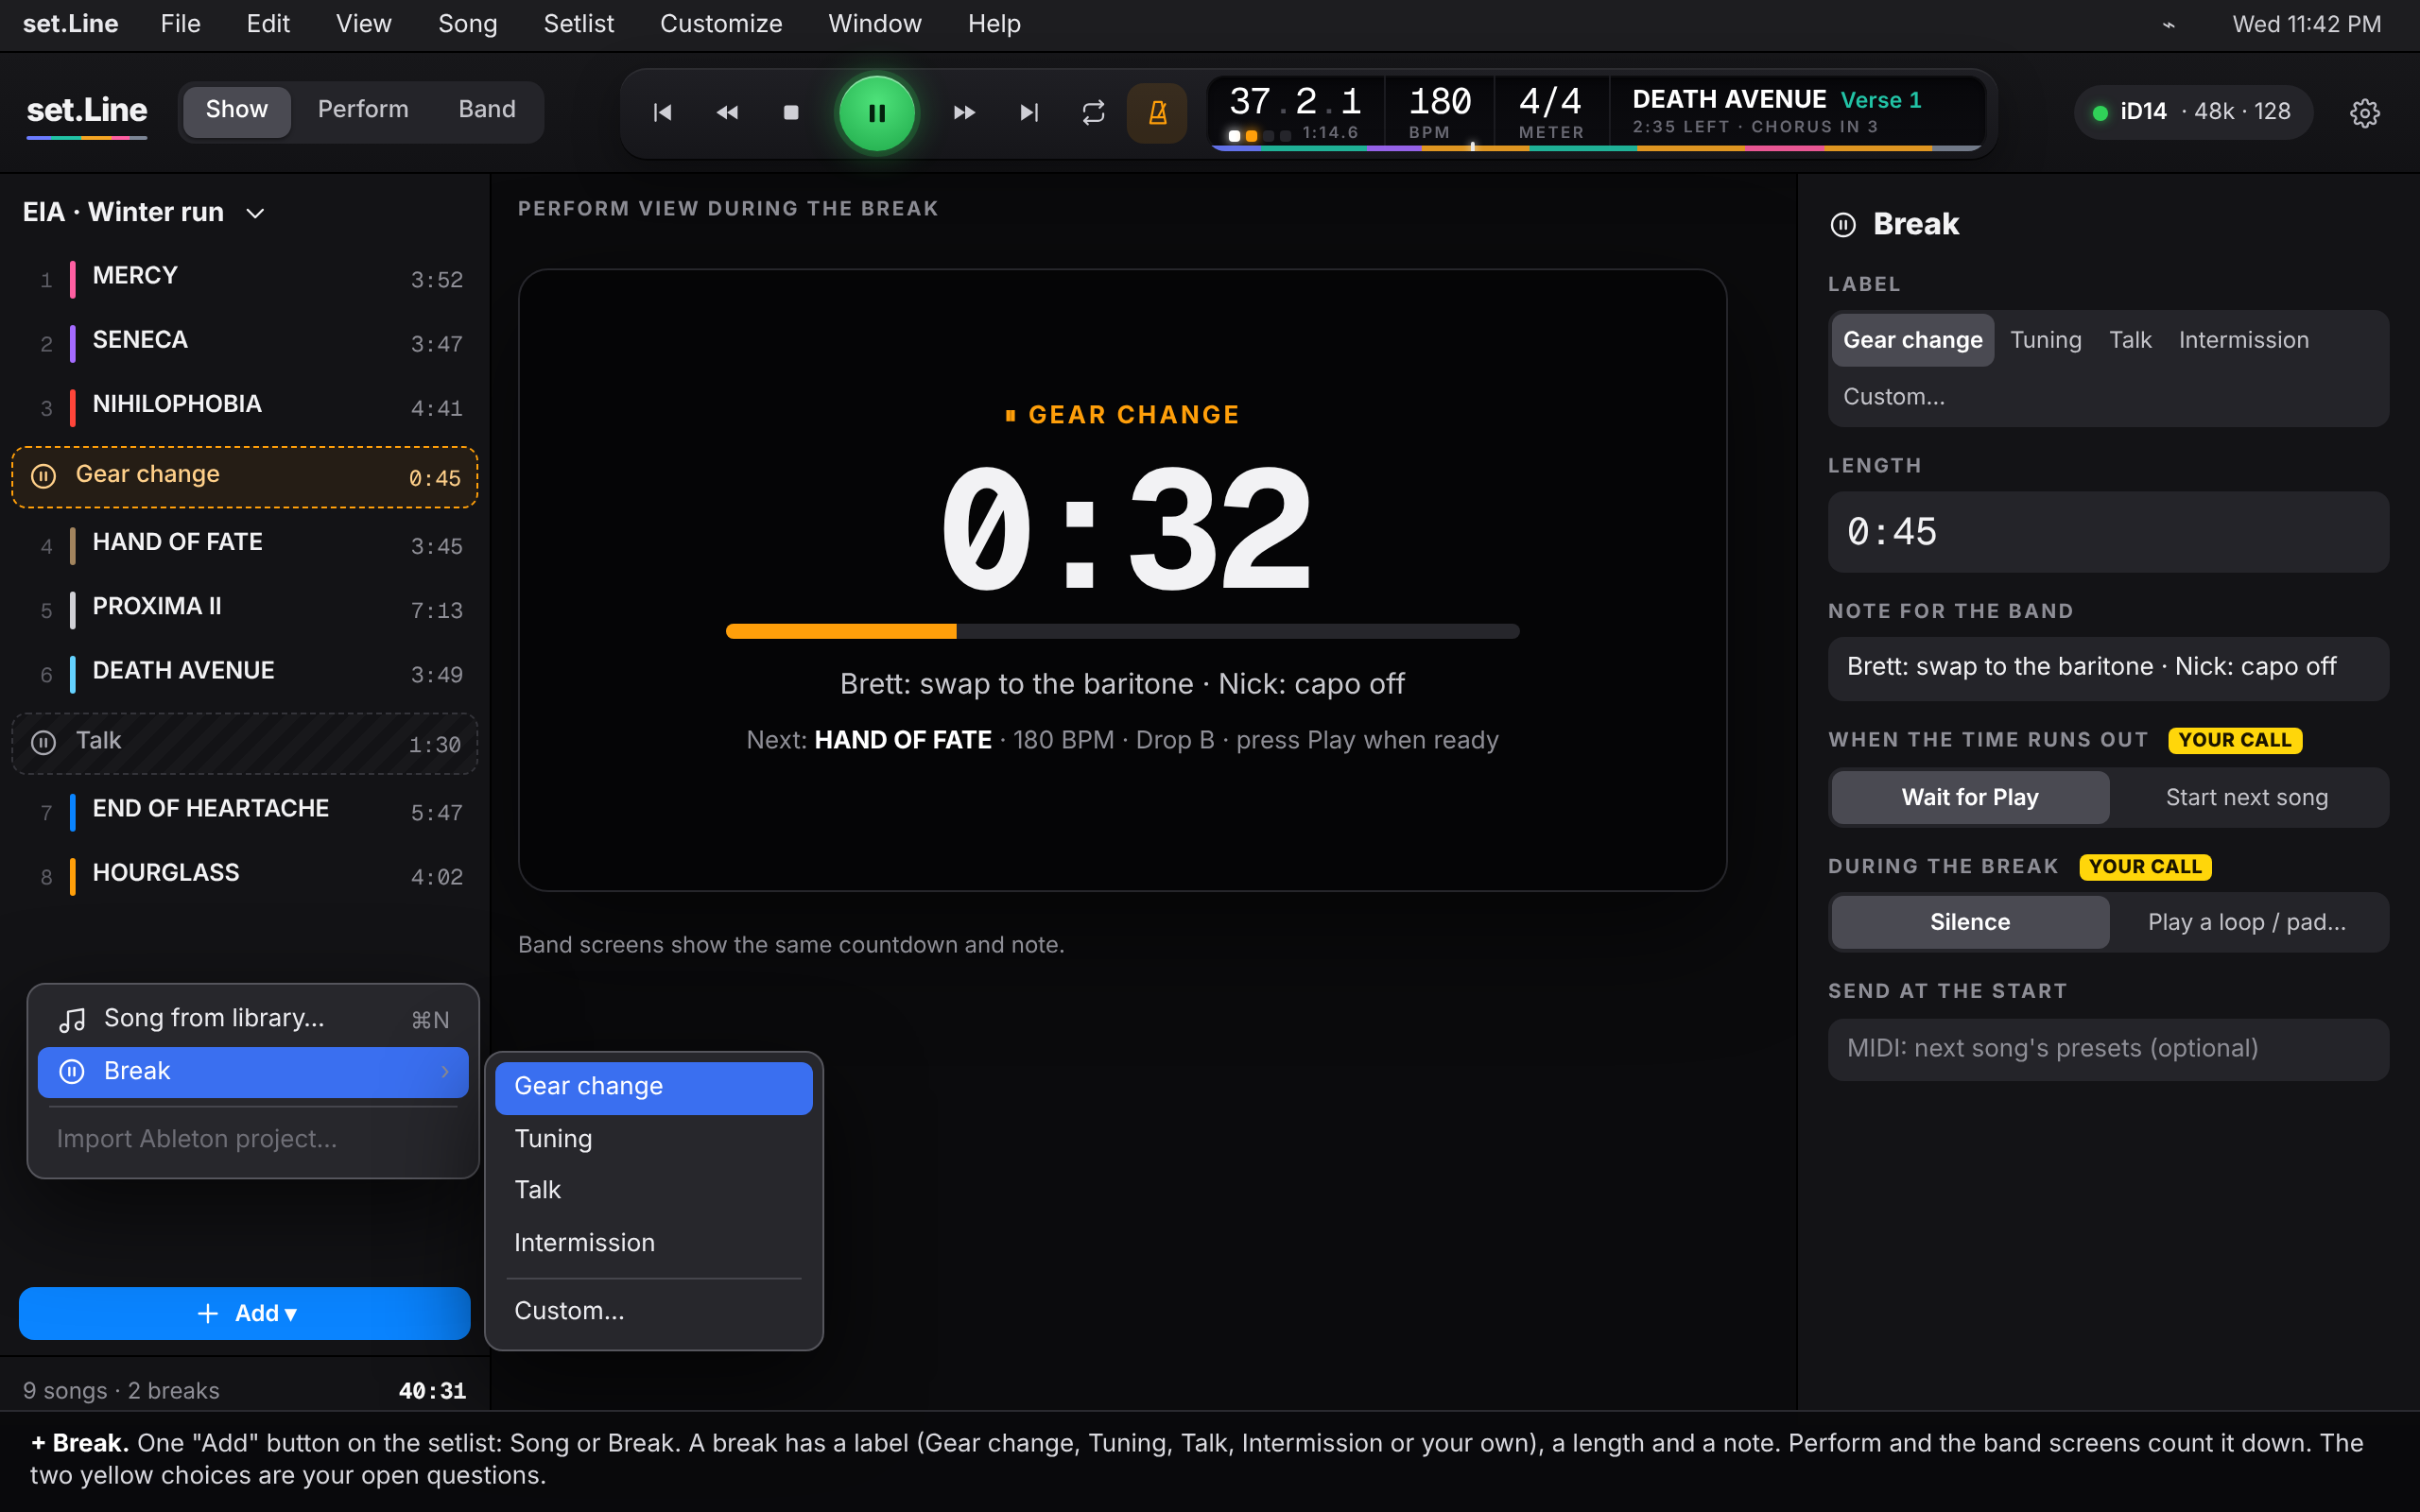 set.Line File Edit View Song Setlist Customize Window Help Wed 11:42 PM
set.Line Show Perform Band
37.2.1 180 4/4 DEATH AVENUE Verse 1
1:14.6 BPM METER 2:35 LEFT · CHORUS IN 3
iD14 · 48k · 128
EIA · Winter run
1 MERCY 3:52
2 SENECA 3:47
3 NIHILOPHOBIA 4:41
Gear change 0:45
4 HAND OF FATE 3:45
5 PROXIMA II 7:13
6 DEATH AVENUE 3:49
Talk 1:30
7 END OF HEARTACHE 5:47
8 HOURGLASS 4:02
Song from library... ⌘N
Break ›
Import Ableton project...
Gear change
Tuning
Talk
Intermission
Custom...
+ Add ▾
9 songs · 2 breaks 40:31
PERFORM VIEW DURING THE BREAK
GEAR CHANGE
0:32
Brett: swap to the baritone · Nick: capo off
Next: HAND OF FATE · 180 BPM · Drop B · press Play when ready
Band screens show the same countdown and note.
Break
LABEL
Gear change Tuning Talk Intermission
Custom...
LENGTH
0:45
NOTE FOR THE BAND
Brett: swap to the baritone · Nick: capo off
WHEN THE TIME RUNS OUT YOUR CALL
Wait for Play Start next song
DURING THE BREAK YOUR CALL
Silence Play a loop / pad...
SEND AT THE START
MIDI: next song's presets (optional)
+ Break. One "Add" button on the setlist: Song or Break. A break has a label (Gear change, Tuning, Talk, Intermission or your own), a length and a note. Perform and the band screens count it down. The
two yellow choices are your open questions.